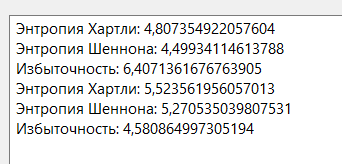 Энтропия Хартли: 4,807354922057604
Энтропия Шеннона: 4,49934114613788
Избыточность: 6,4071361676763905
Энтропия Хартли: 5,523561956057013
Энтропия Шеннона: 5,270535039807531
Избыточность: 4,580864997305194